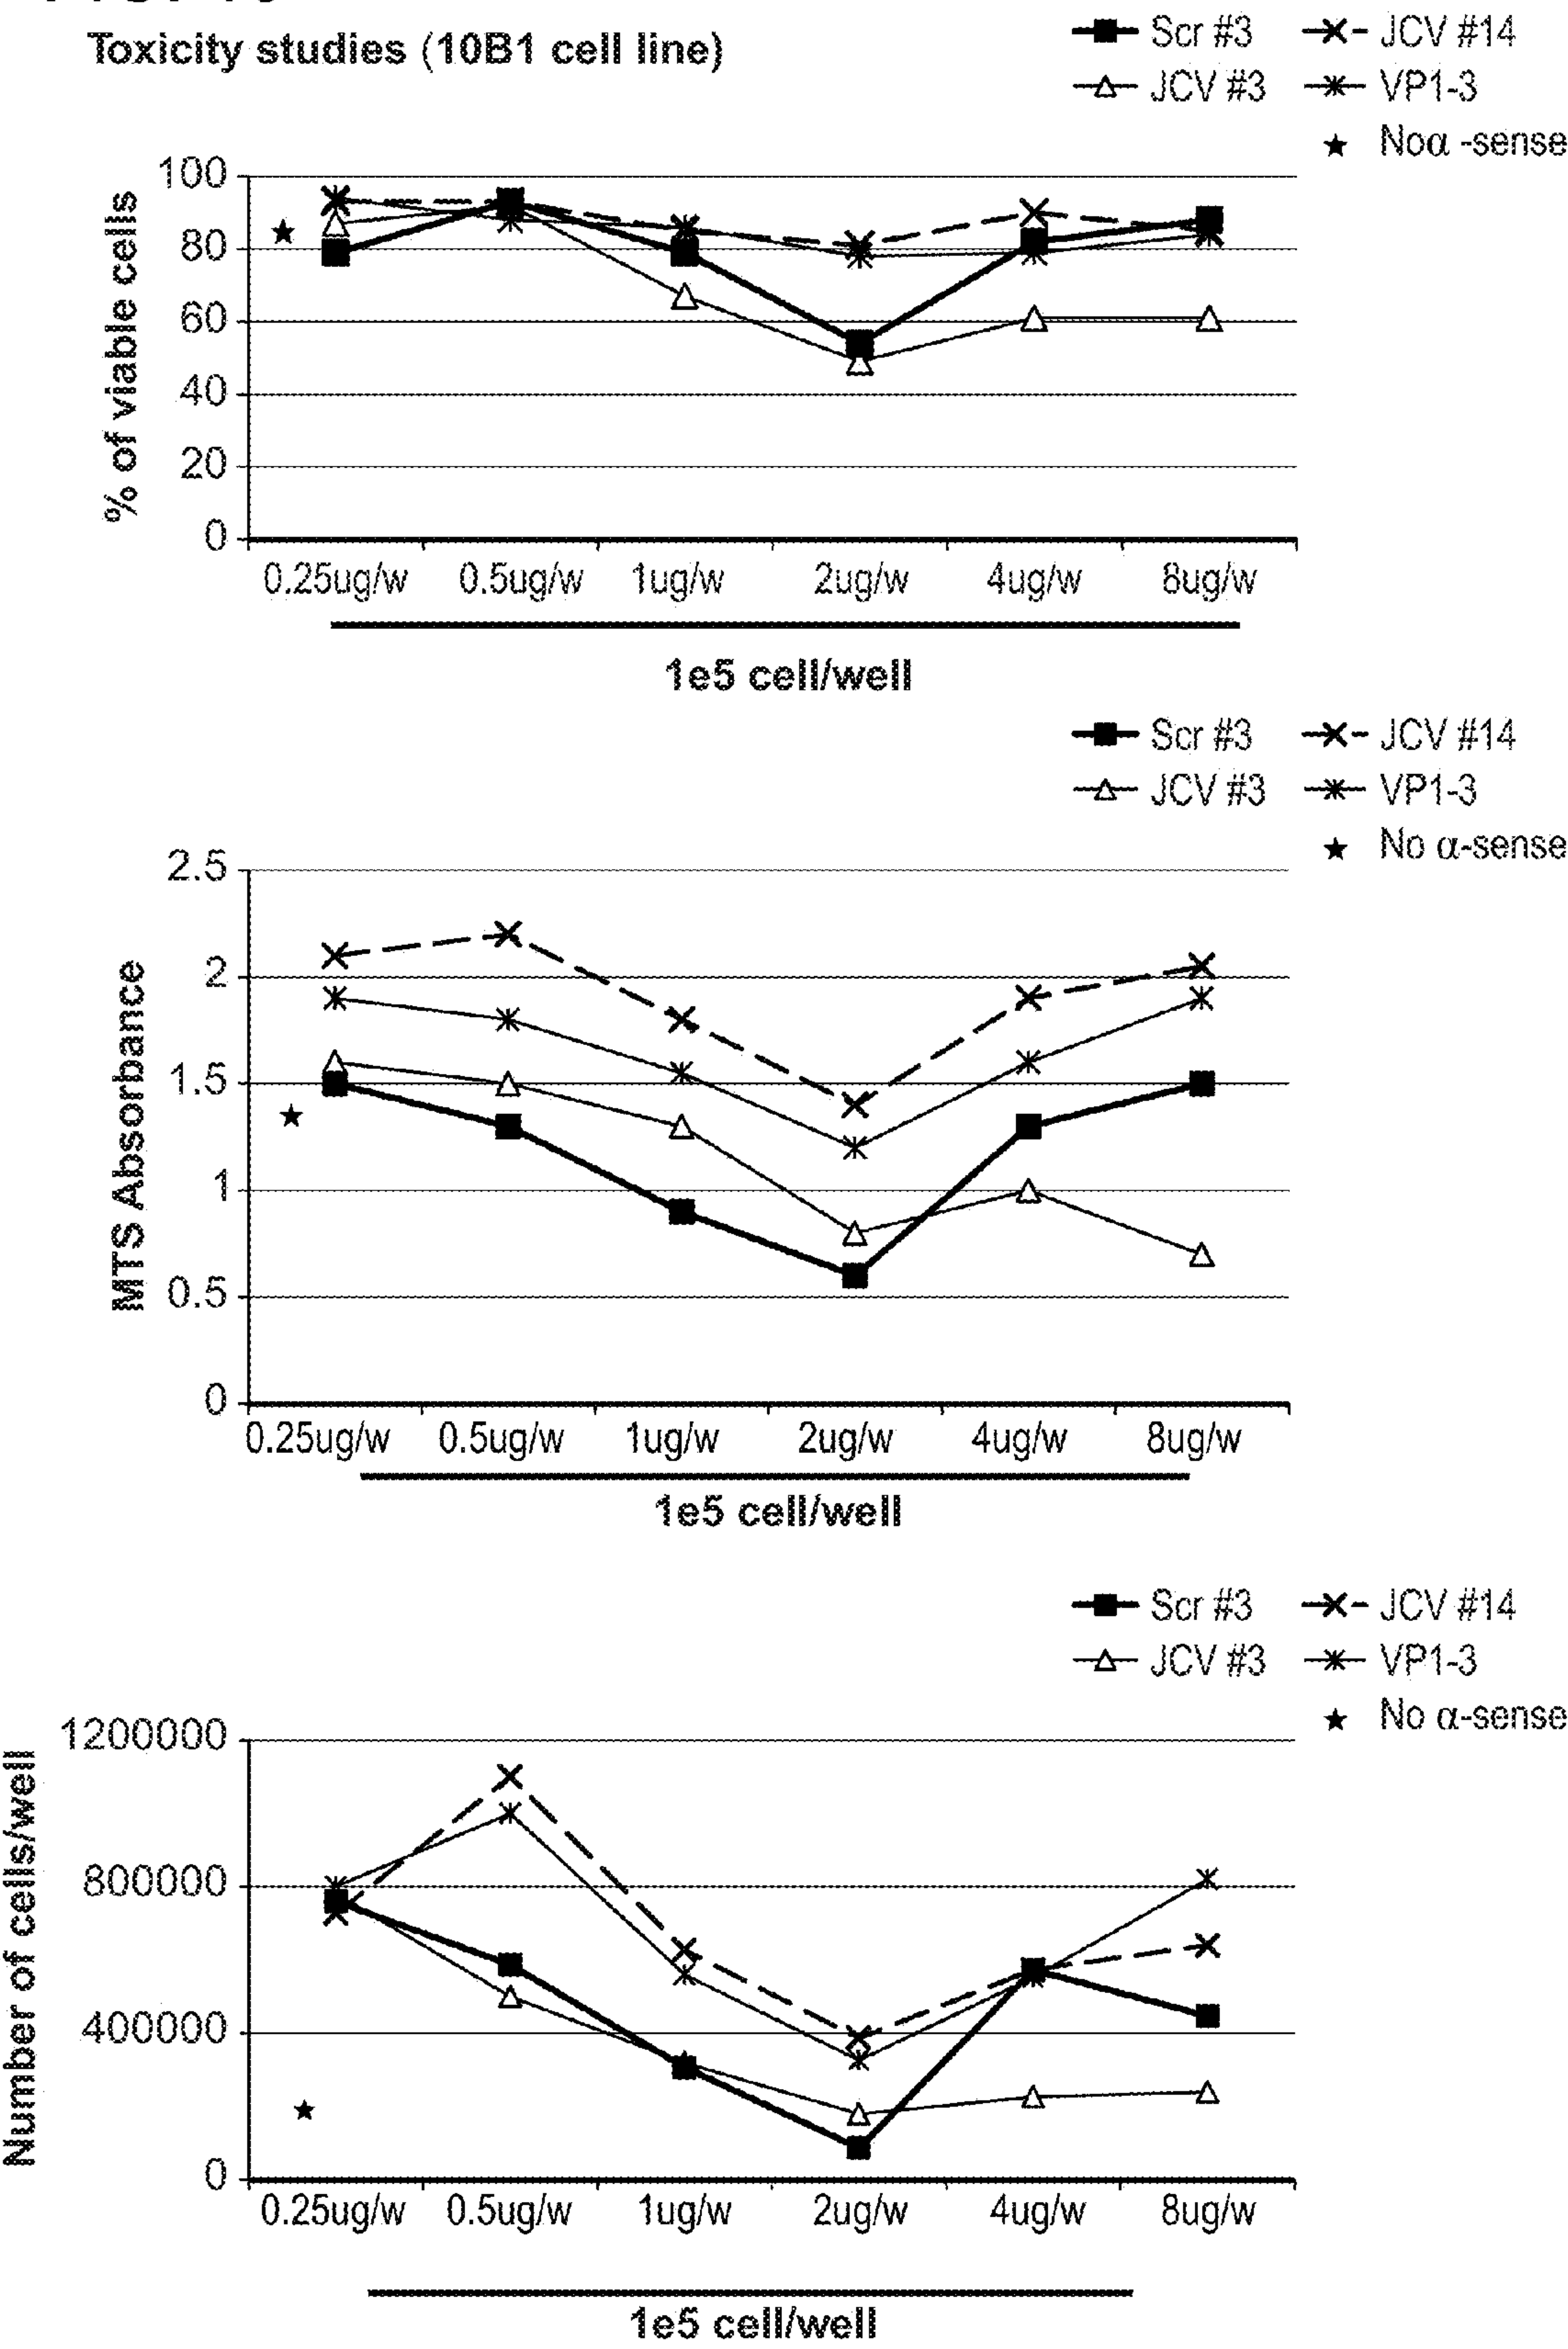 Toxicity studies (10B1 cell line)
Scr #3
JCV #14
JCV #3
VP1-3
Noα -sense
100
80
60
40
20
0
% of viable cells
0.25ug/w 0.5ug/w 1ug/w 2ug/w 4ug/w 8ug/w
1e5 cell/well
Scr #3
JCV #14
JCV #3
VP1-3
No α-sense
2.5
2
1.5
1
0.5
0
MTS Absorbance
0.25ug/w 0.5ug/w 1ug/w 2ug/w 4ug/w 8ug/w
1e5 cell/well
Scr #3
JCV #14
JCV #3
VP1-3
No α-sense
1200000
800000
400000
0
Number of cells/well
0.25ug/w 0.5ug/w 1ug/w 2ug/w 4ug/w 8ug/w
1e5 cell/well